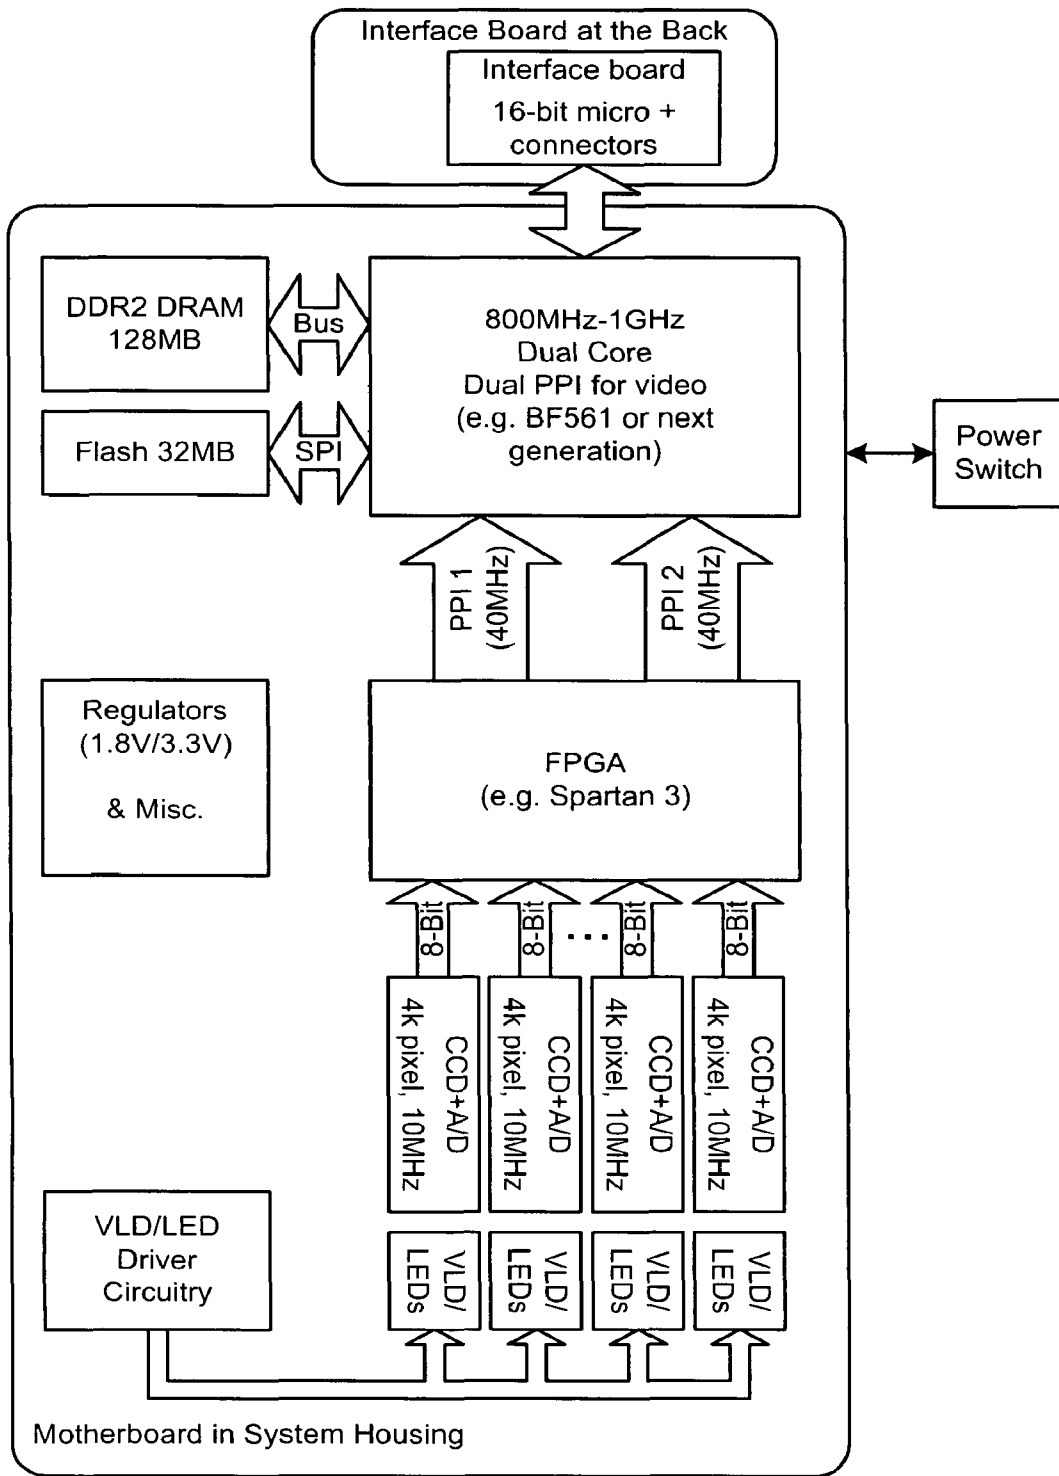 Interface Board at the Back
Interface board
16-bit micro +
connectors
DDR2 DRAM
128MB
Bus
800MHz-1GHz
Dual Core
Dual PPI for video
(e.g. BF561 or next
generation)
Flash 32MB
SPI
Power
Switch
PPI 1
(40MHz)
PPI 2
(40MHz)
Regulators
(1.8V/3.3V)
& Misc.
FPGA
(e.g. Spartan 3)
8-Bit
8-Bit
...
8-Bit
8-Bit
CCD+A/D
4k pixel, 10MHz
CCD+A/D
4k pixel, 10MHz
CCD+A/D
4k pixel, 10MHz
CCD+A/D
4k pixel, 10MHz
VLD/LED
Driver
Circuitry
VLD/
LEDs
VLD/
LEDs
VLD/
LEDs
VLD/
LEDs
Motherboard in System Housing